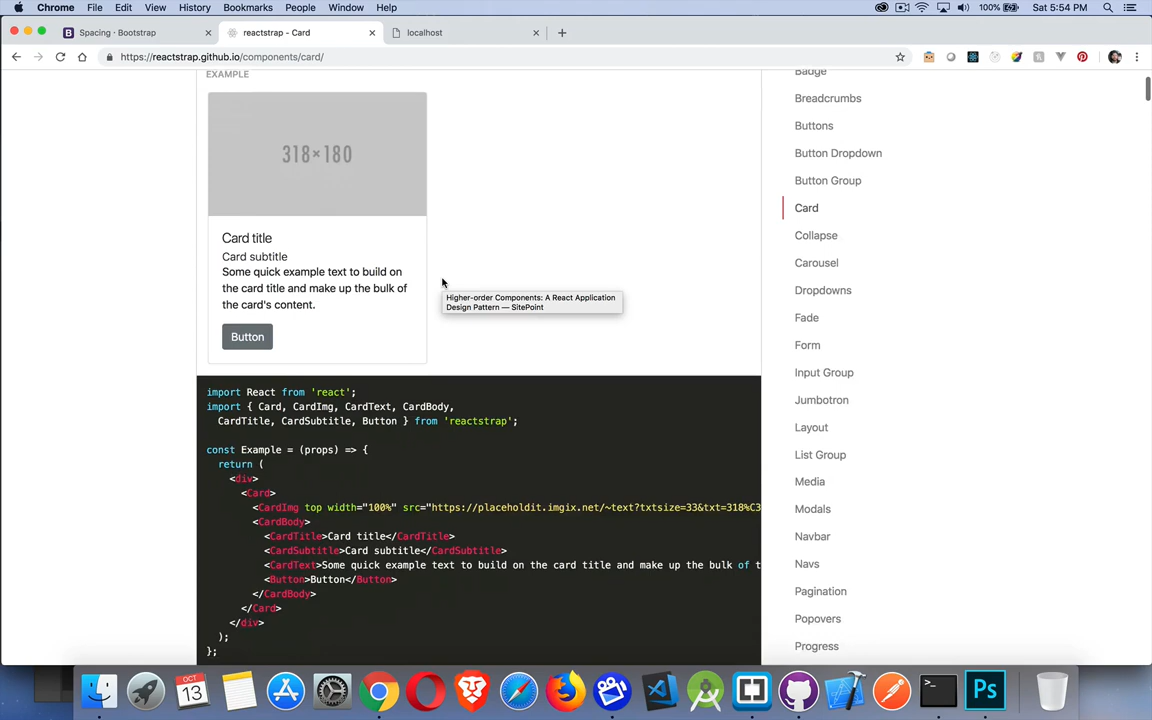 Chrome File Edit View History Bookmarks People Window Help 100% Sat 5:54 PM
Spacing · Bootstrap reactstrap - Card localhost
https://reactstrap.github.io/components/card/
EXAMPLE
318×180
Card title
Card subtitle
Some quick example text to build on
the card title and make up the bulk of
the card's content.
Button
Higher-order Components: A React Application
Design Pattern — SitePoint
import React from 'react';
import { Card, CardImg, CardText, CardBody,
CardTitle, CardSubtitle, Button } from 'reactstrap';
const Example = (props) => {
return (
<div>
<Card>
<CardImg top width="100%" src="https://placeholdit.imgix.net/~text?txtsize=33&txt=318%C3
<CardBody>
<CardTitle>Card title</CardTitle>
<CardSubtitle>Card subtitle</CardSubtitle>
<CardText>Some quick example text to build on the card title and make up the bulk of t
<Button>Button</Button>
</CardBody>
</Card>
</div>
);
};
Badge
Breadcrumbs
Buttons
Button Dropdown
Button Group
Card
Collapse
Carousel
Dropdowns
Fade
Form
Input Group
Jumbotron
Layout
List Group
Media
Modals
Navbar
Navs
Pagination
Popovers
Progress
OCT
13
>_
Ps